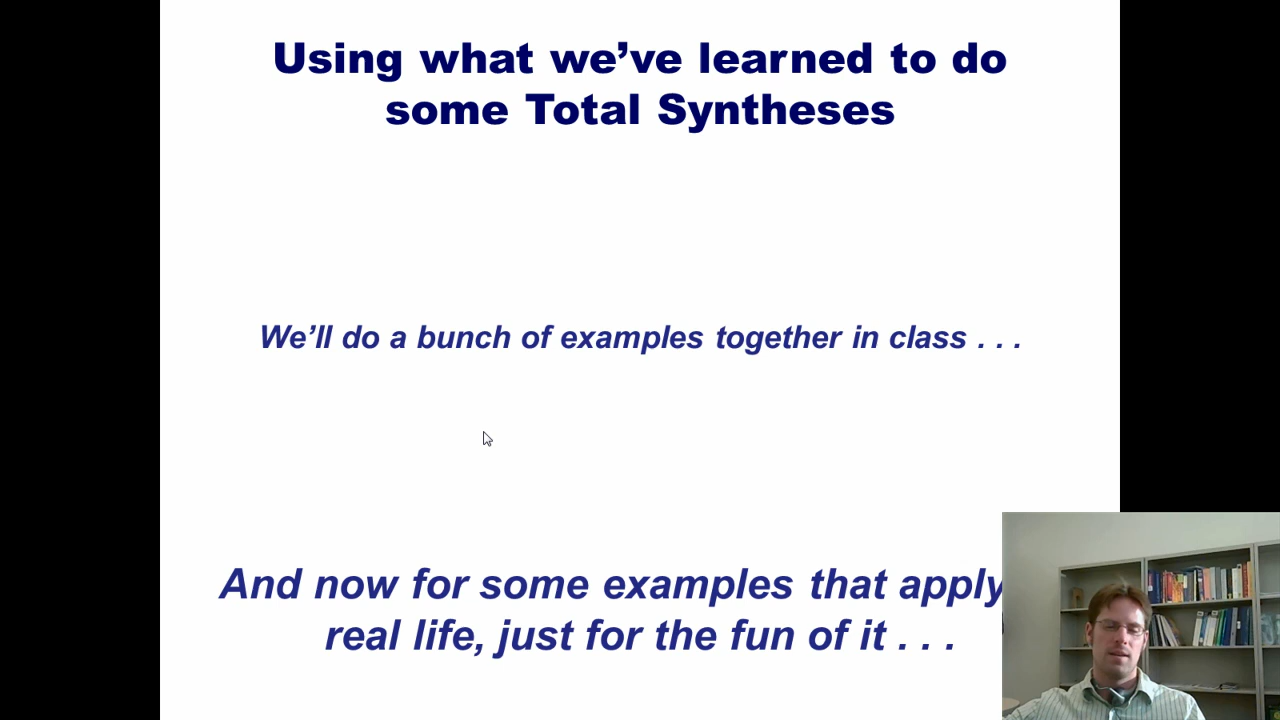 Using what we’ve learned to do
some Total Syntheses
We’ll do a bunch of examples together in class . . .
And now for some examples that apply
real life, just for the fun of it . . .